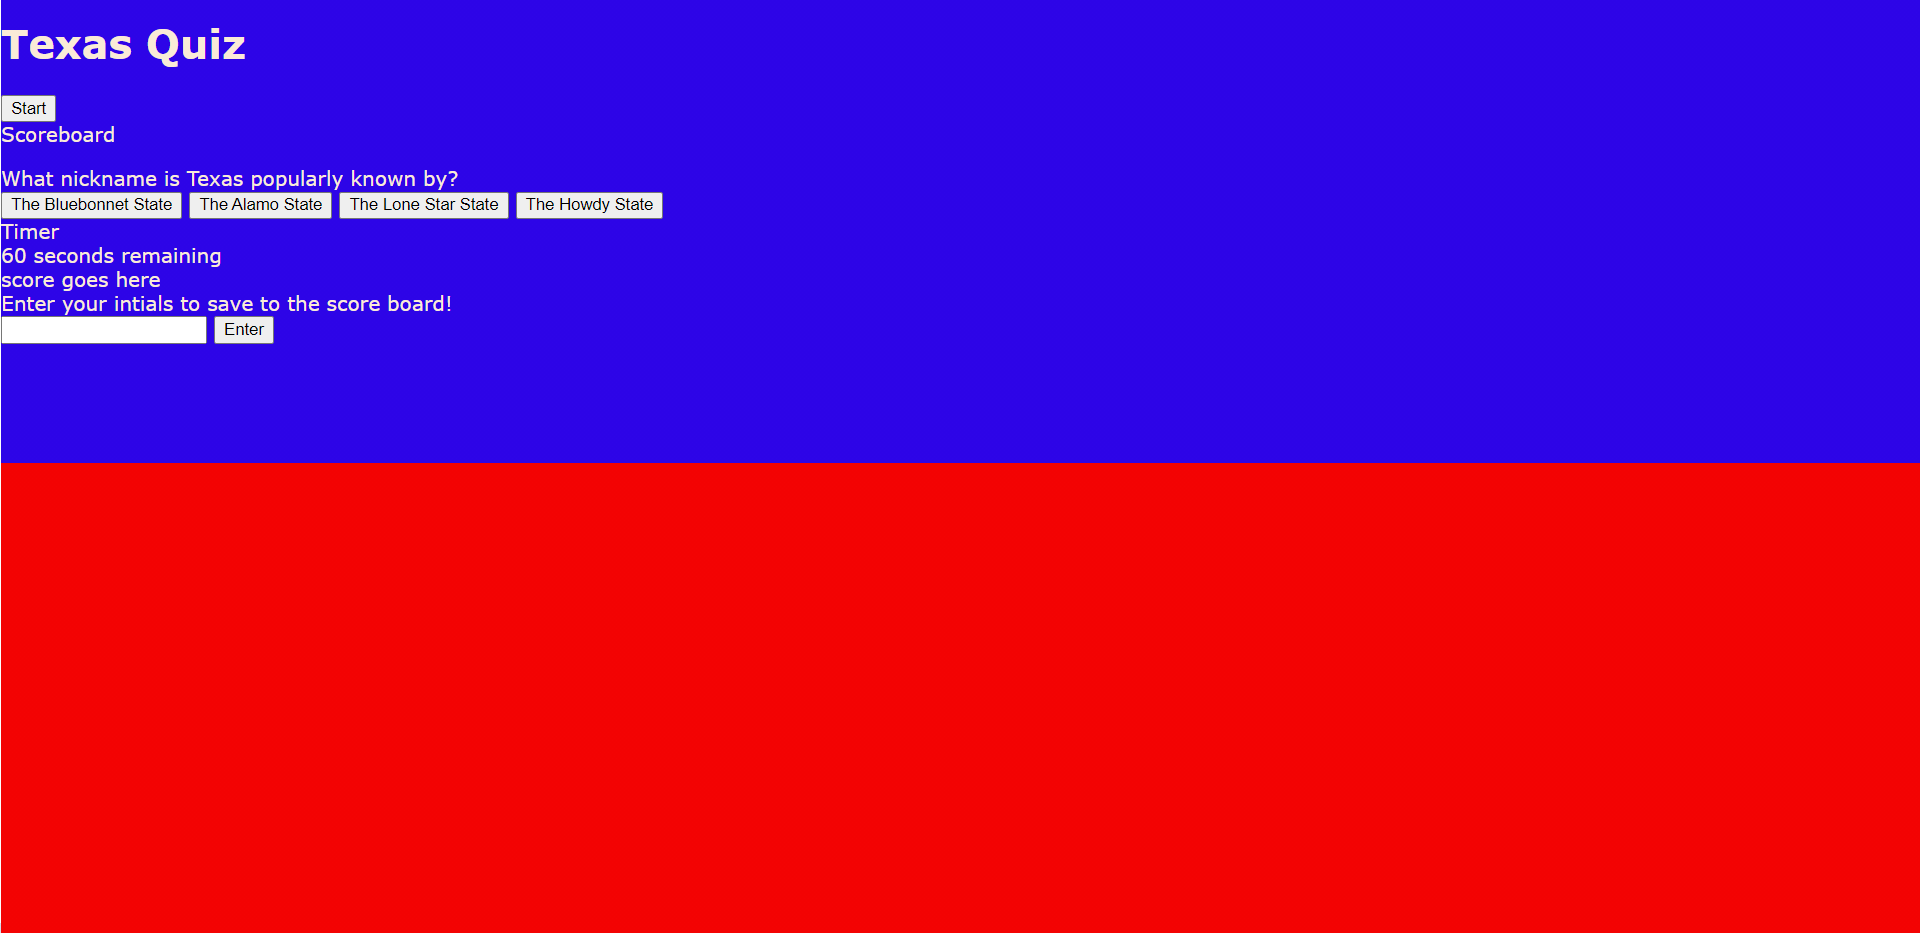 Texas Quiz
Start
Scoreboard
What nickname is Texas popularly known by?
The Bluebonnet State The Alamo State The Lone Star State The Howdy State
Timer
60 seconds remaining
score goes here
Enter your intials to save to the score board!
Enter